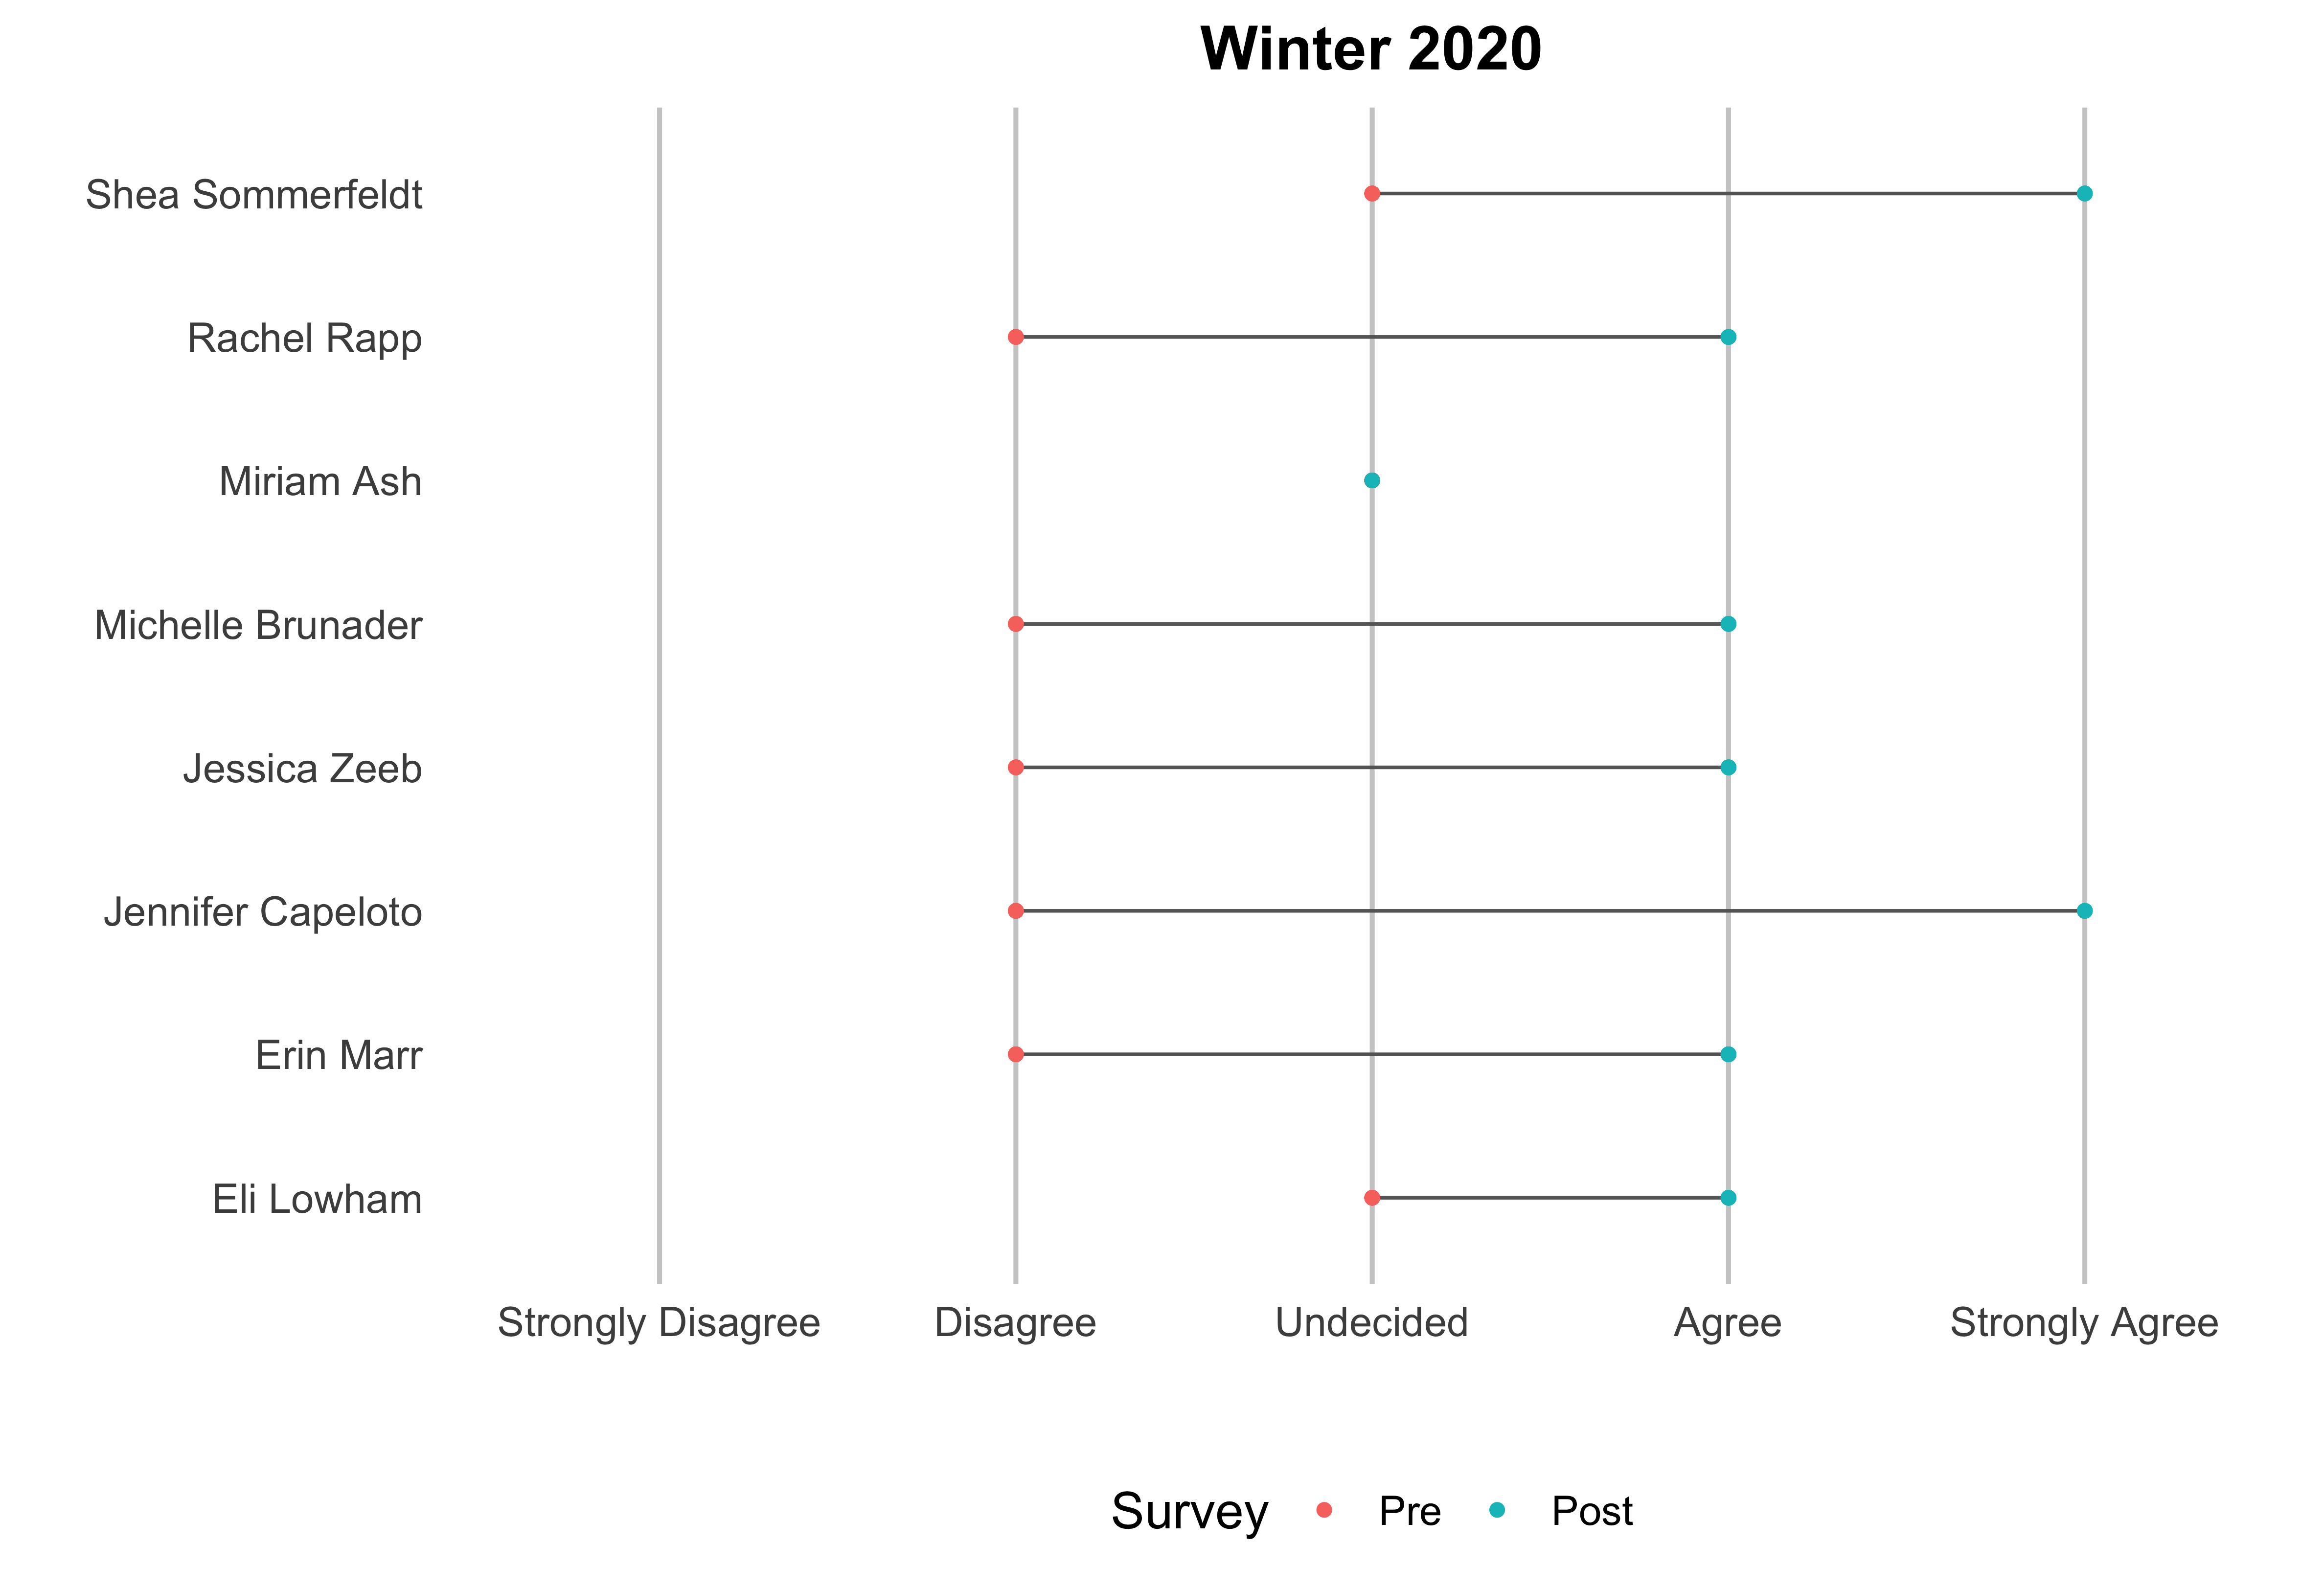 Winter 2020
Shea Sommerfeldt
Rachel Rapp
Miriam Ash
Michelle Brunader
Jessica Zeeb
Jennifer Capeloto
Erin Marr
Eli Lowham
Strongly Disagree Disagree Undecided Agree Strongly Agree
Survey Pre Post